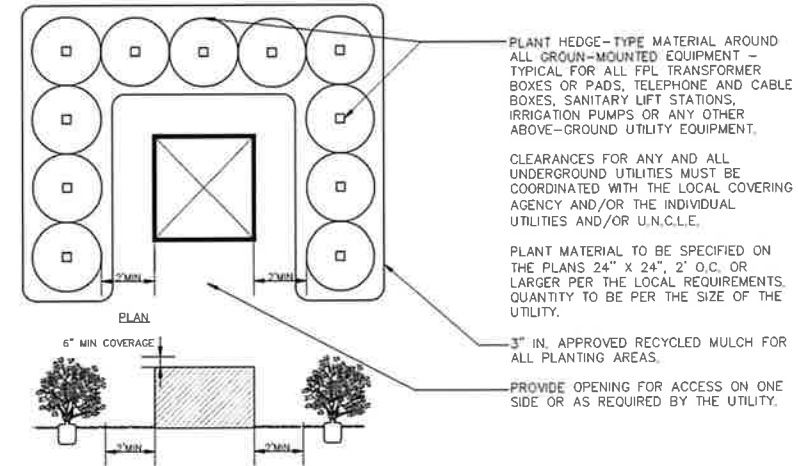 PLANT HEDGE-TYPE MATERIAL AROUND
ALL GROUN-MOUNTED EQUIPMENT -
TYPICAL FOR ALL FPL TRANSFORMER
BOXES OR PADS, TELEPHONE AND CABLE
BOXES, SANITARY LIFT STATIONS,
IRRIGATION PUMPS OR ANY OTHER
ABOVE-GROUND UTILITY EQUIPMENT.
CLEARANCES FOR ANY AND ALL
UNDERGROUND UTILITIES MUST BE
COORDINATED WITH THE LOCAL COVERING
AGENCY AND/OR THE INDIVIDUAL
UTILITIES AND/OR U.N.C.L.E.
PLANT MATERIAL TO BE SPECIFIED ON
THE PLANS 24" X 24", 2' O.C. OR
LARGER PER THE LOCAL REQUIREMENTS.
QUANTITY TO BE PER THE SIZE OF THE
UTILITY.
3" IN. APPROVED RECYCLED MULCH FOR
ALL PLANTING AREAS.
PROVIDE OPENING FOR ACCESS ON ONE
SIDE OR AS REQUIRED BY THE UTILITY.
2'MIN 2'MIN
PLAN
6" MIN COVERAGE
2'MIN 2'MIN